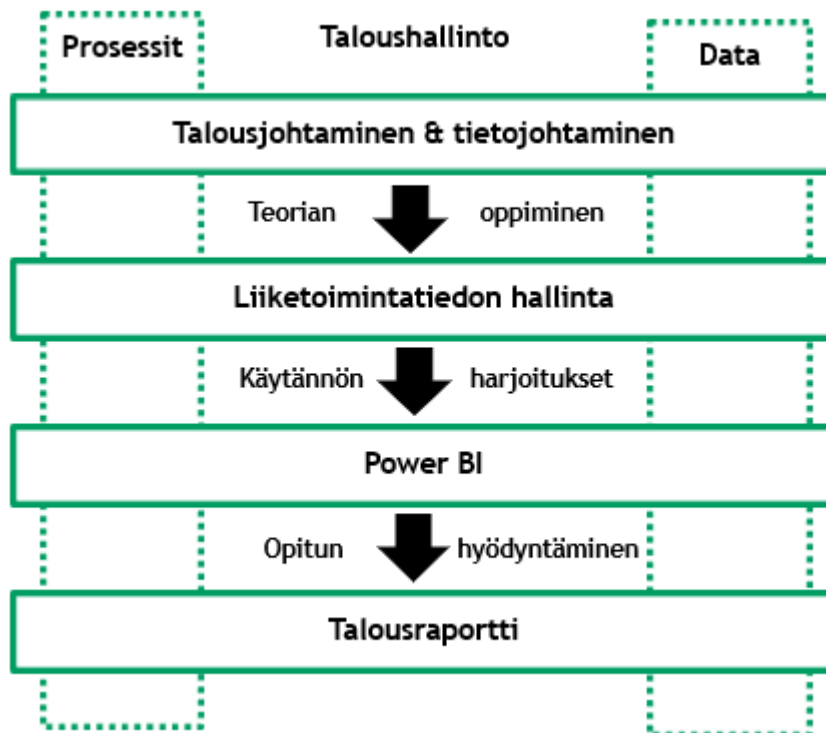 Prosessit
Taloushallinto
Data
Talousjohtaminen & tietojohtaminen
Teorian oppiminen
Liiketoimintatiedon hallinta
Käytännön harjoitukset
Power BI
Opitun hyödyntäminen
Talousraportti